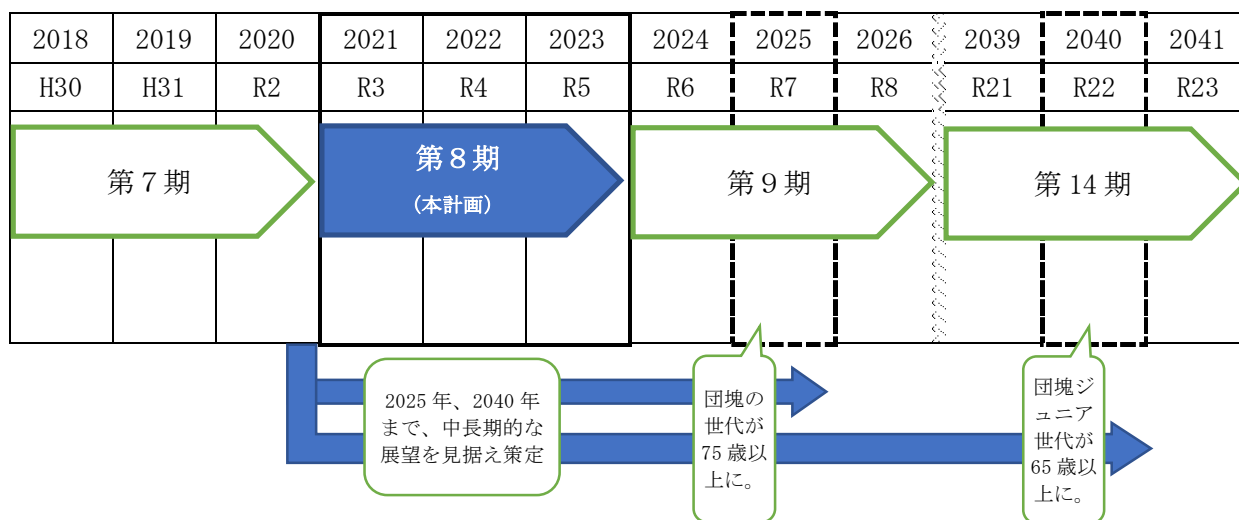 2018 2019 2020 2021 2022 2023 2024 2025 2026 2039 2040 2041
H30 H31 R2 R3 R4 R5 R6 R7 R8 R21 R22 R23
第7期
第8期
(本計画)
第9期
第14期
2025年、2040年
まで、中長期的な
展望を見据え策定
団塊の
世代が
75歳以
上に。
団塊ジ
ュニア
世代が
65歳以
上に。